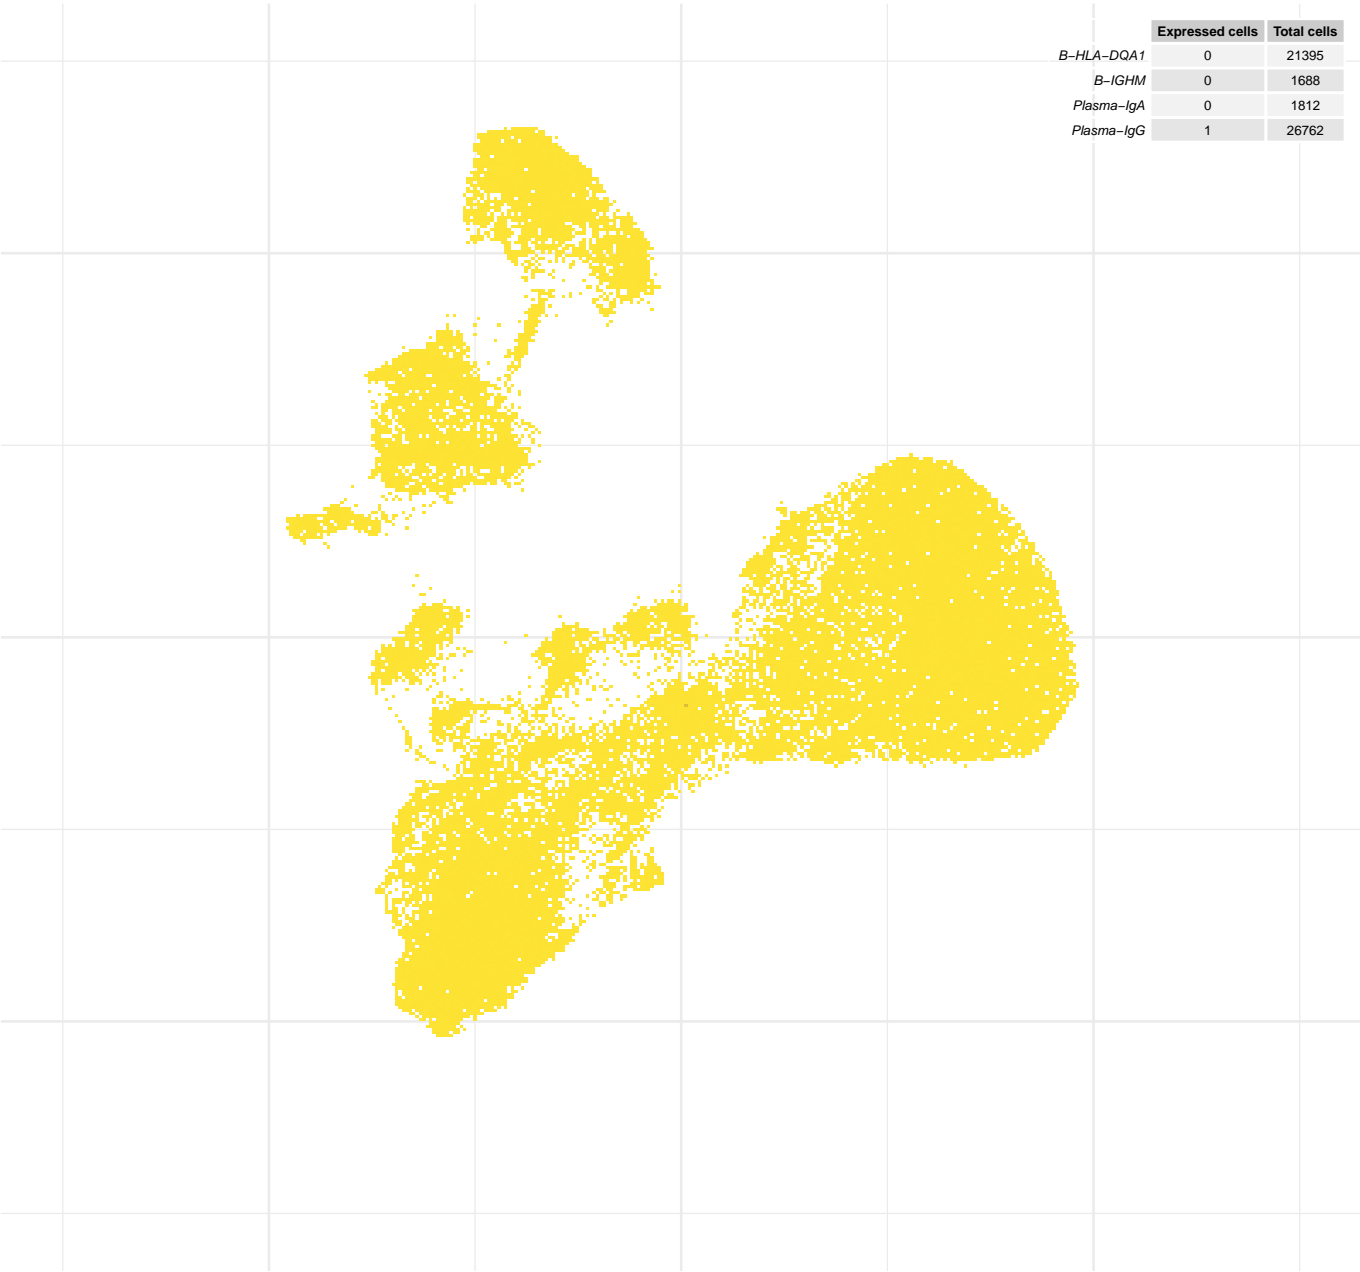 Expressed cells Total cells
B−HLA−DQA1 0 21395
B−IGHM 0 1688
Plasma−IgA 0 1812
Plasma−IgG 1 26762